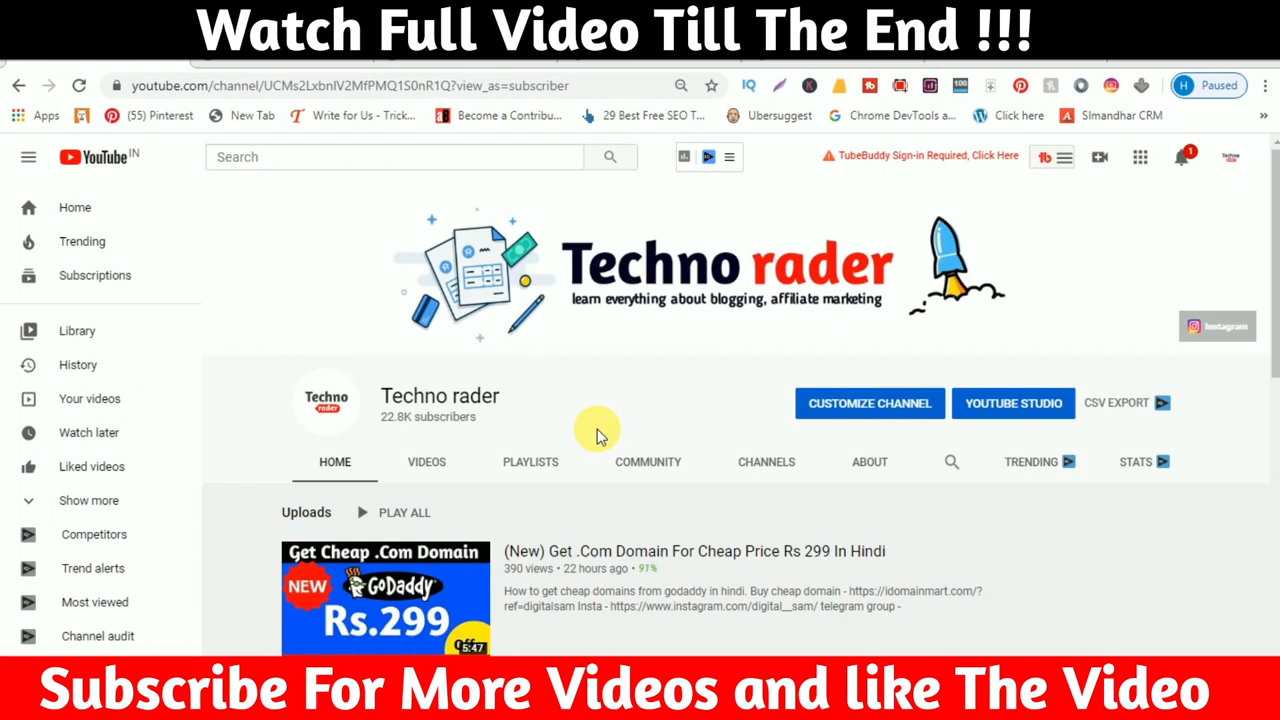 Watch Full Video Till The End !!!
youtube.com/channel/UCMs2LxbnIV2MfPMQ1S0nR1Q?view_as=subscriber
H Paused
Apps
(55) Pinterest
New Tab
Write for Us - Trick...
Become a Contribu...
29 Best Free SEO T...
Ubersuggest
Chrome DevTools a...
Click here
SImandhar CRM
YouTube IN
Search
TubeBuddy Sign-in Required, Click Here
1
Home
Trending
Subscriptions
Library
History
Your videos
Watch later
Liked videos
Show more
Competitors
Trend alerts
Most viewed
Channel audit
Techno rader
learn everything about blogging, affiliate marketing
Instagram
Techno
rader
Techno rader
22.8K subscribers
CUSTOMIZE CHANNEL
YOUTUBE STUDIO
CSV EXPORT
HOME
VIDEOS
PLAYLISTS
COMMUNITY
CHANNELS
ABOUT
TRENDING
STATS
Uploads
PLAY ALL
Get Cheap .Com Domain
NEW
GoDaddy
Rs.299
5:47
(New) Get .Com Domain For Cheap Price Rs 299 In Hindi
390 views • 22 hours ago • 91%
How to get cheap domains from godaddy in hindi. Buy cheap domain - https://idomainmart.com/?
ref=digitalsam Insta - https://www.instagram.com/digital__sam/ telegram group -
Subscribe For More Videos and like The Video